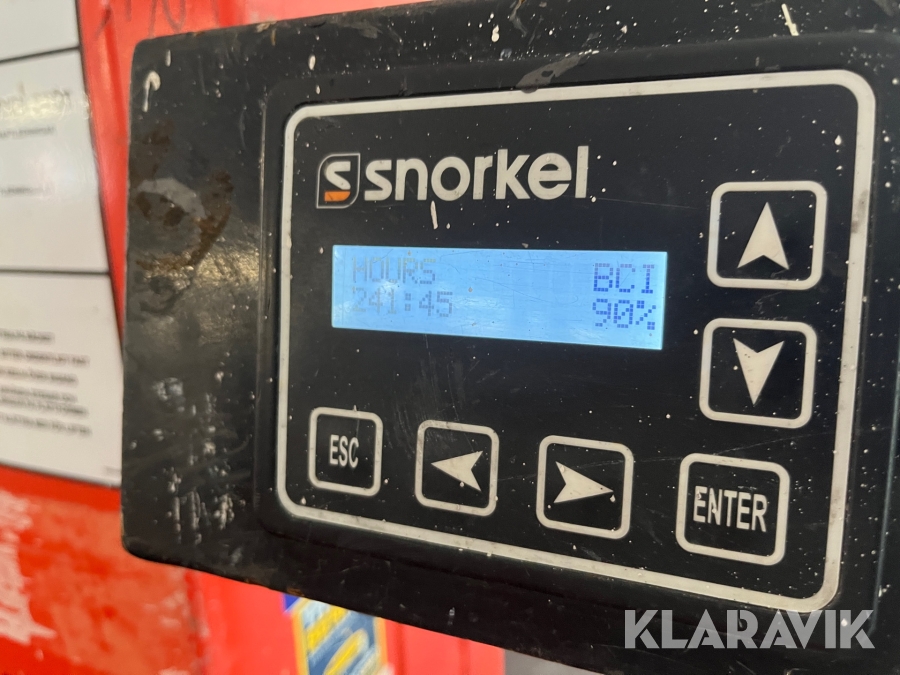 snorkel
HOURS BCI
241:45 90%
ESC
ENTER
KLARAVIK